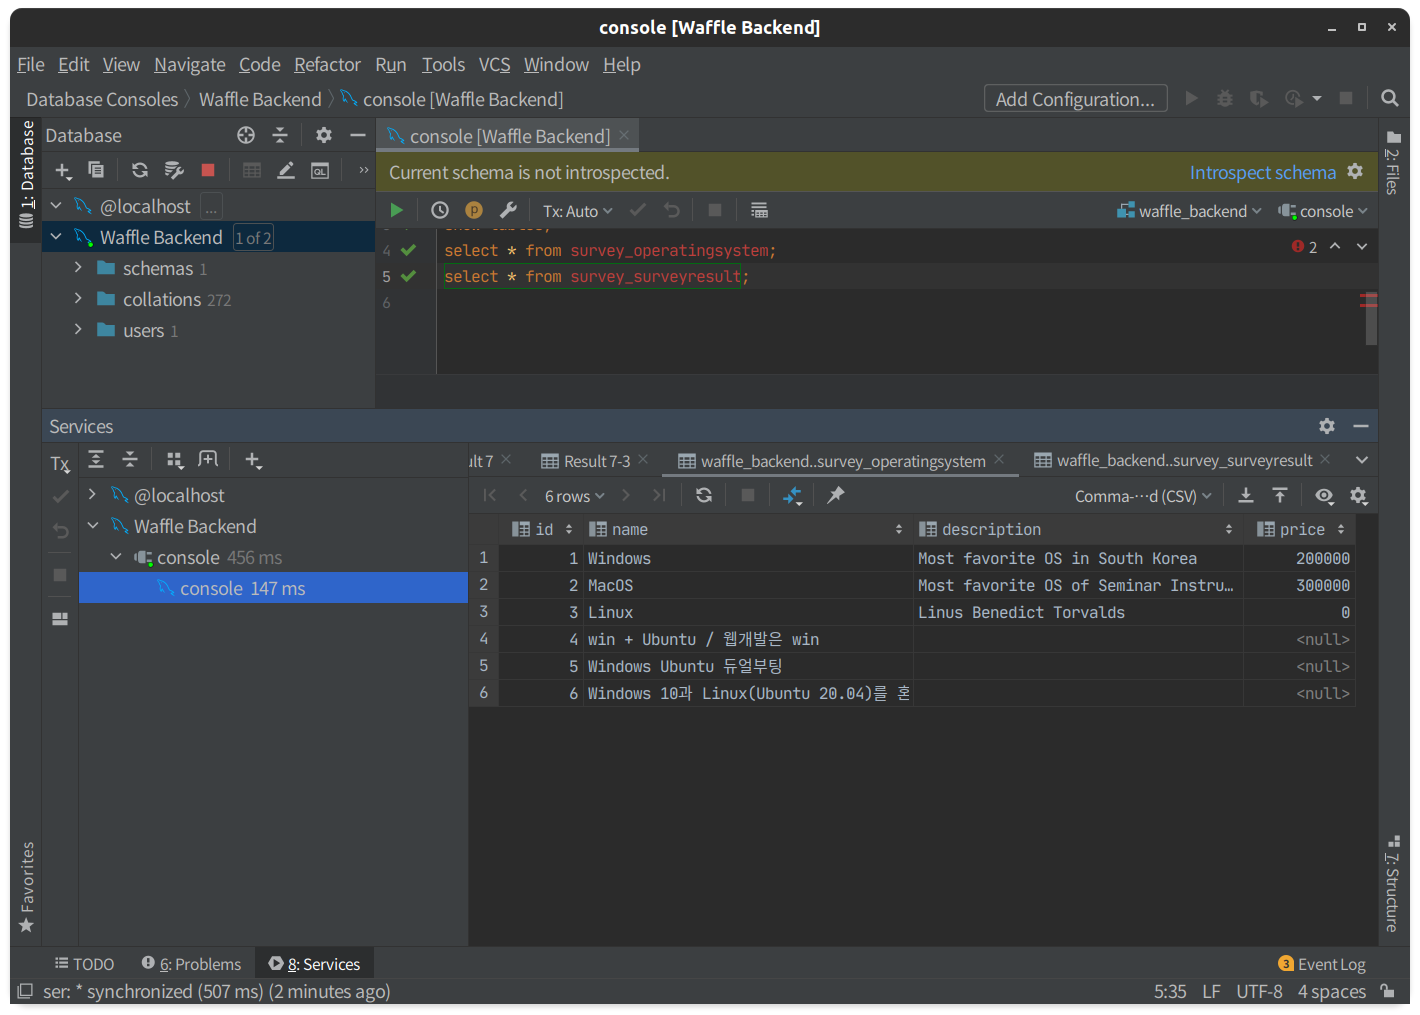 console [Waffle Backend]
File Edit View Navigate Code Refactor Run Tools VCS Window Help
Database Consoles Waffle Backend console [Waffle Backend]
Add Configuration...
1: Database
Database
@localhost ...
Waffle Backend 1 of 2
schemas 1
collations 272
users 1
console [Waffle Backend]
Current schema is not introspected.
Introspect schema
Tx: Auto
waffle_backend
console
4 select * from survey_operatingsystem;
5 select * from survey_surveyresult;
6
2
2: Files
Services
Tx
@localhost
Waffle Backend
console 456 ms
console 147 ms
ult 7
Result 7-3
waffle_backend..survey_operatingsystem
waffle_backend..survey_surveyresult
6 rows
Comma-...d (CSV)
id name description price
1 1 Windows Most favorite OS in South Korea 200000
2 2 MacOS Most favorite OS of Seminar Instru... 300000
3 3 Linux Linus Benedict Torvalds 0
4 4 win + Ubuntu / 웹개발은 win <null>
5 5 Windows Ubuntu 듀얼부팅 <null>
6 6 Windows 10과 Linux(Ubuntu 20.04)를 혼 <null>
Favorites
7: Structure
TODO
6: Problems
8: Services
3 Event Log
ser: * synchronized (507 ms) (2 minutes ago)
5:35 LF UTF-8 4 spaces